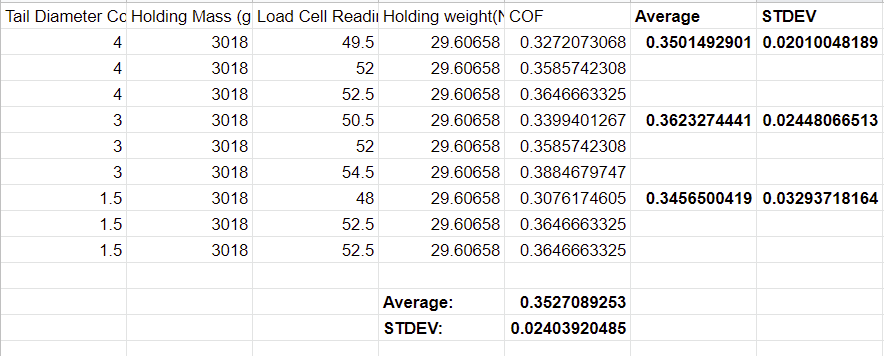 Tail Diameter Co Holding Mass (g Load Cell Readi Holding weight(N COF Average STDEV
4 3018 49.5 29.60658 0.3272073068 0.3501492901 0.02010048189
4 3018 52 29.60658 0.3585742308
4 3018 52.5 29.60658 0.3646663325
3 3018 50.5 29.60658 0.3399401267 0.3623274441 0.02448066513
3 3018 52 29.60658 0.3585742308
3 3018 54.5 29.60658 0.3884679747
1.5 3018 48 29.60658 0.3076174605 0.3456500419 0.03293718164
1.5 3018 52.5 29.60658 0.3646663325
1.5 3018 52.5 29.60658 0.3646663325
Average: 0.3527089253
STDEV: 0.02403920485